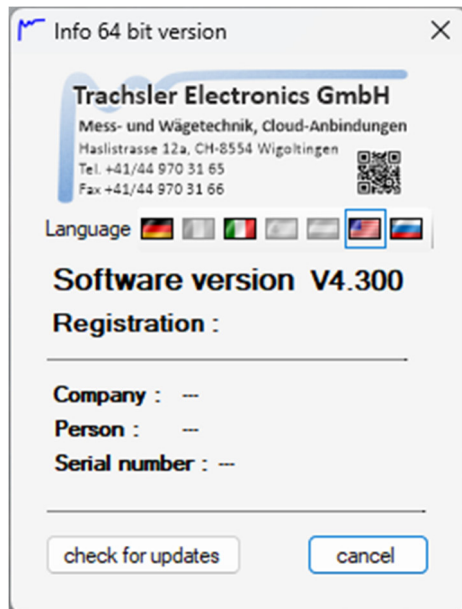 Info 64 bit version
Trachsler Electronics GmbH
Mess- und Wägetechnik, Cloud-Anbindungen
Haslistrasse 12a, CH-8554 Wigoltingen
Tel. +41/44 970 31 65
Fax +41/44 970 31 66
Language
Software version V4.300
Registration :
Company : ---
Person : ---
Serial number : ---
check for updates cancel